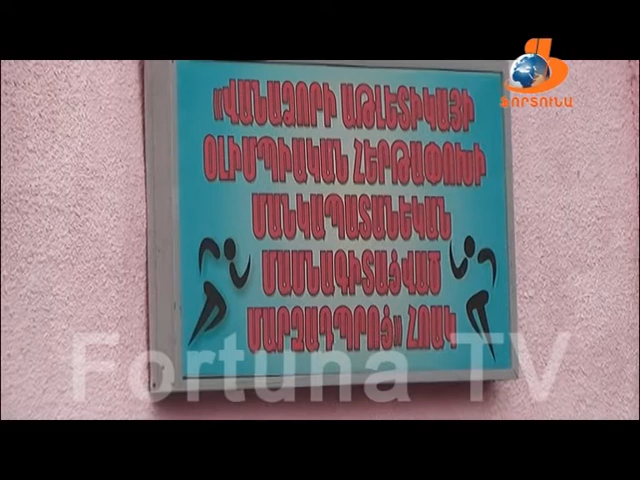 ՖՈՐՏՈՒՆԱ
«ՎԱՆԱՁՈՐԻ ԱԹԼԵՏԻԿԱՅԻ
ՕԼԻՄՊԻԱԿԱՆ ՀԵՐԹԱՓՈԽԻ
ՄԱՆԿԱՊԱՏԱՆԵԿԱՆ
ՄԱՍՆԱԳԻՏԱՑՎԱԾ
ՄԱՐԶԱԴՊՐՈՑ» ՀՈԱԿ
Fortuna TV